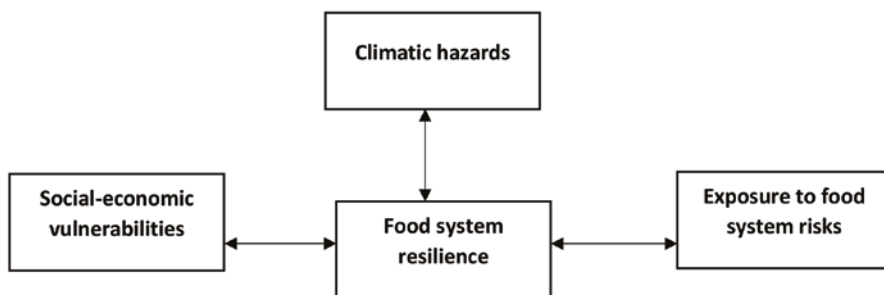 Climatic hazards
Social-economic
vulnerabilities
Food system
resilience
Exposure to food
system risks